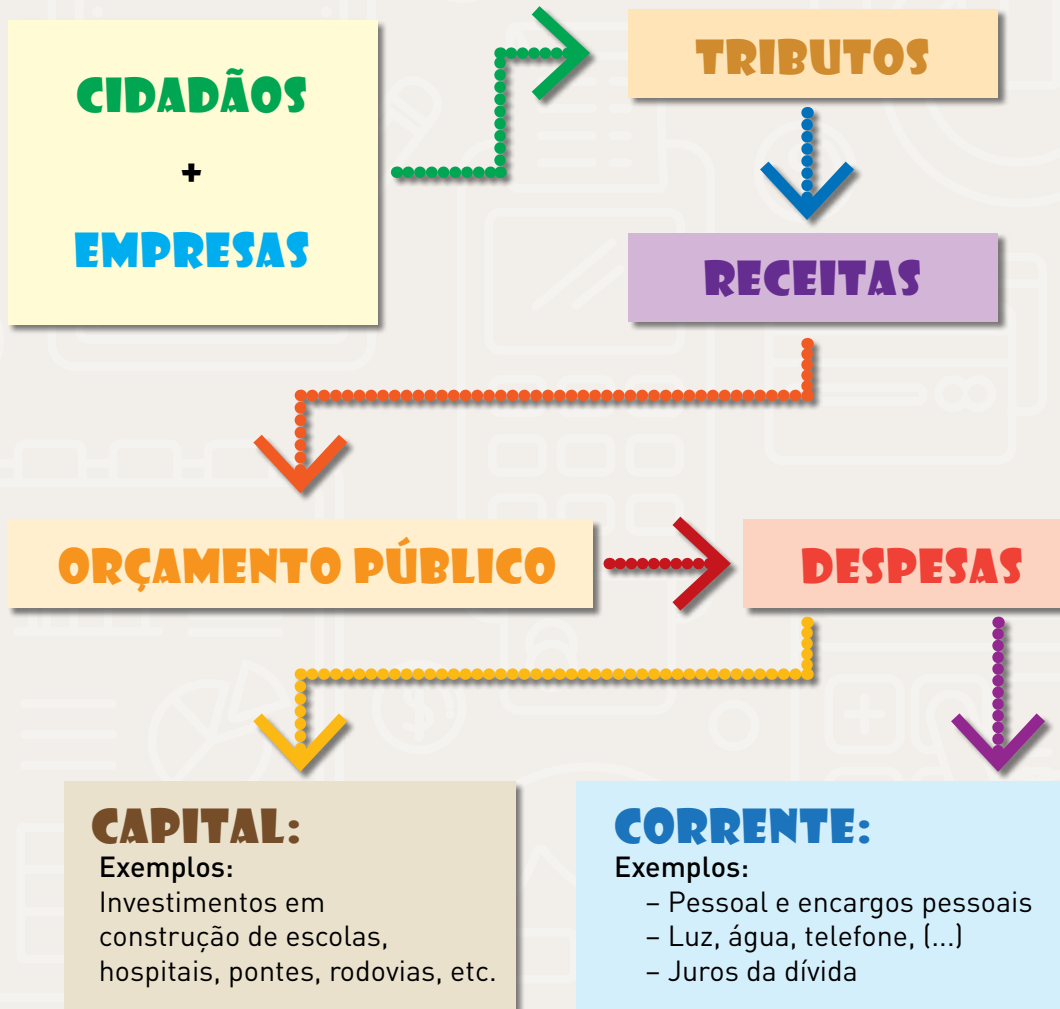 CIDADÃOS
+
EMPRESAS
TRIBUTOS
RECEITAS
ORÇAMENTO PÚBLICO
DESPESAS
CAPITAL:
Exemplos:
Investimentos em
construção de escolas,
hospitais, pontes, rodovias, etc.
CORRENTE:
Exemplos:
– Pessoal e encargos pessoais
– Luz, água, telefone, (...)
– Juros da dívida